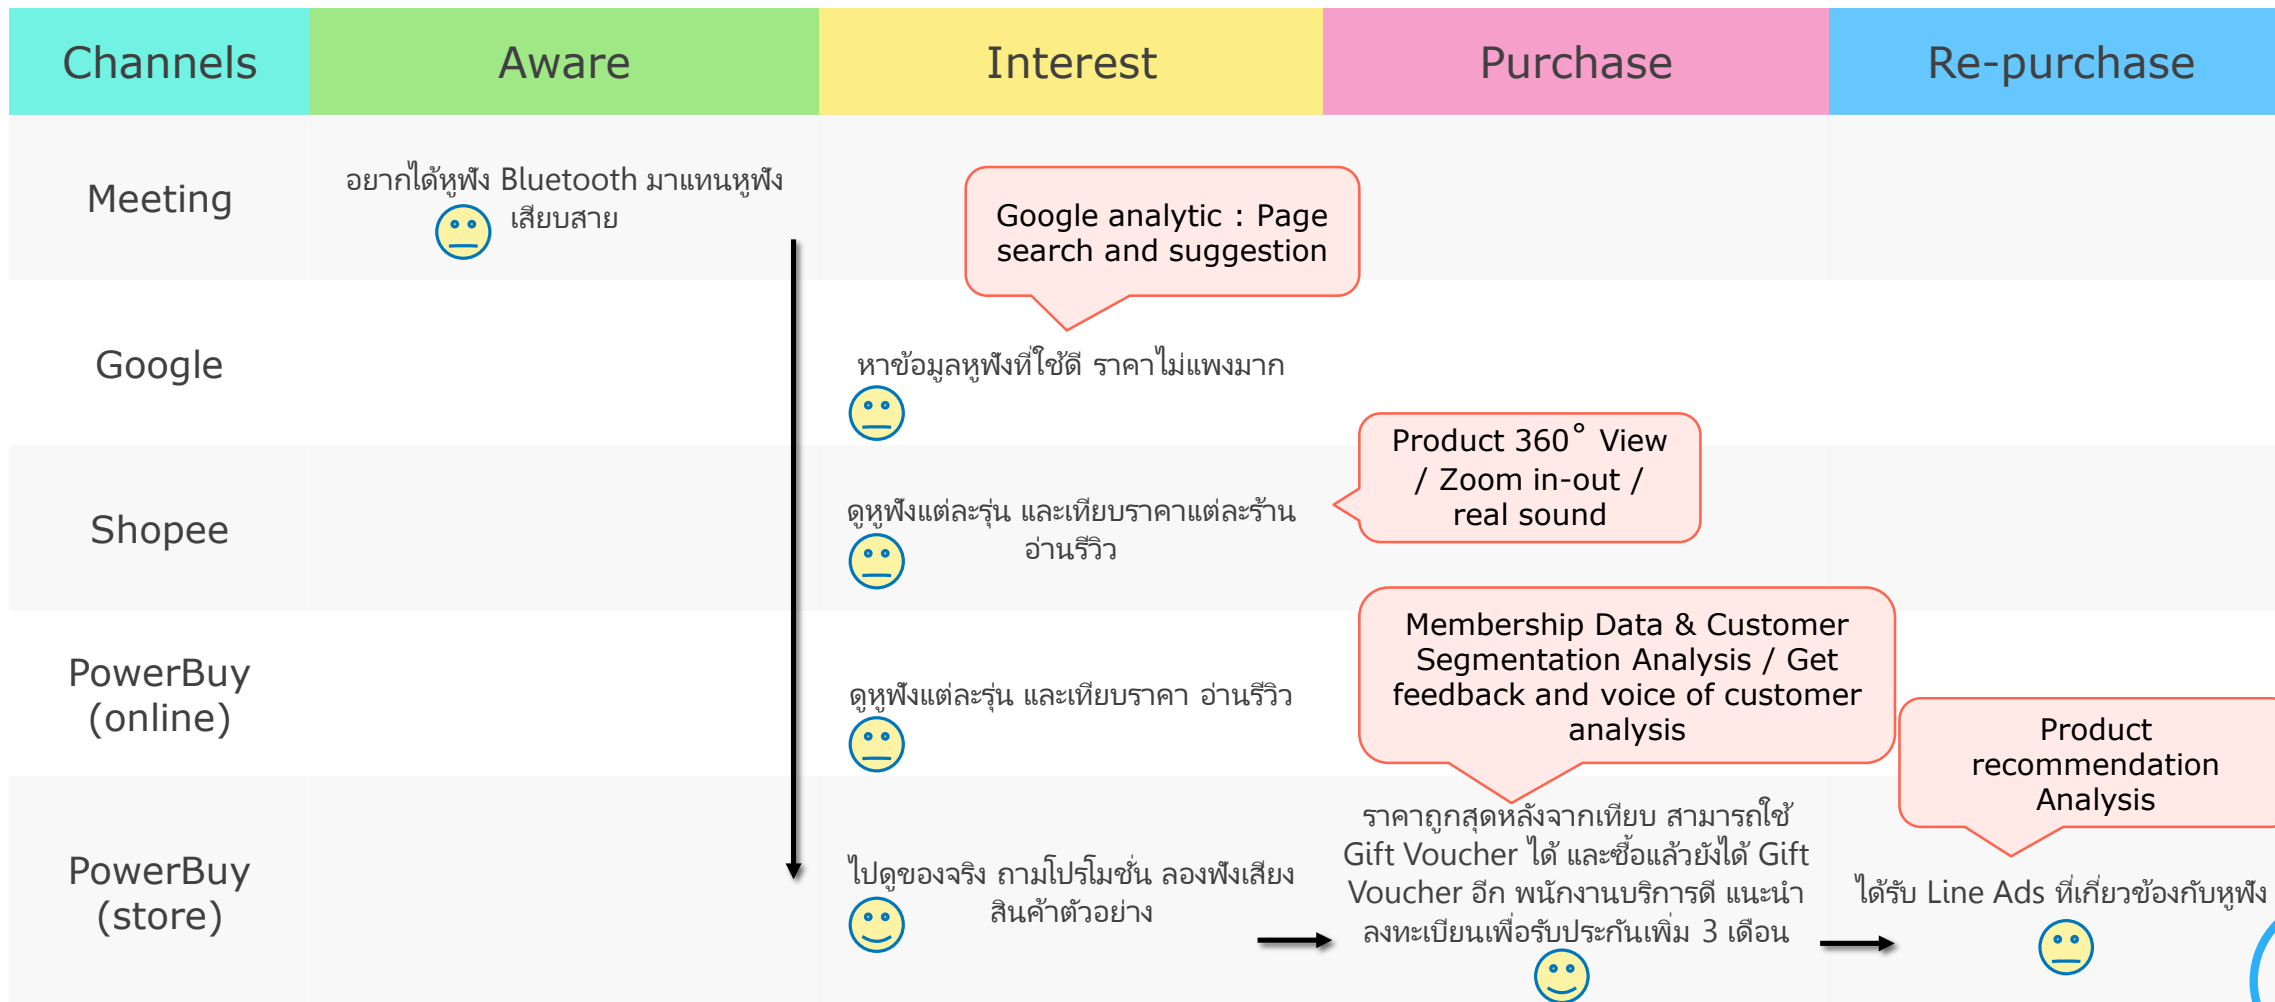 Channels
Aware
Interest
Purchase
Re-purchase
Meeting
อยากได้หูฟัง Bluetooth มาแทนหูฟัง
เสียบสาย
Google analytic : Page
search and suggestion
Google
หาข้อมูลหูฟังที่ใช้ดี ราคาไม่แพงมาก
Shopee
ดูหูฟังแต่ละรุ่น และเทียบราคาแต่ละร้าน
อ่านรีวิว
Product 360° View
/ Zoom in-out /
real sound
PowerBuy
(online)
ดูหูฟังแต่ละรุ่น และเทียบราคา อ่านรีวิว
Membership Data & Customer
Segmentation Analysis / Get
feedback and voice of customer
analysis
Product
recommendation
Analysis
PowerBuy
(store)
ไปดูของจริง ถามโปรโมชั่น ลองฟังเสียง
สินค้าตัวอย่าง
ราคาถูกสุดหลังจากเทียบ สามารถใช้
Gift Voucher ได้ และซื้อแล้วยังได้ Gift
Voucher อีก พนักงานบริการดี แนะนำ
ลงทะเบียนเพื่อรับประกันเพิ่ม 3 เดือน
ได้รับ Line Ads ที่เกี่ยวข้องกับหูฟัง